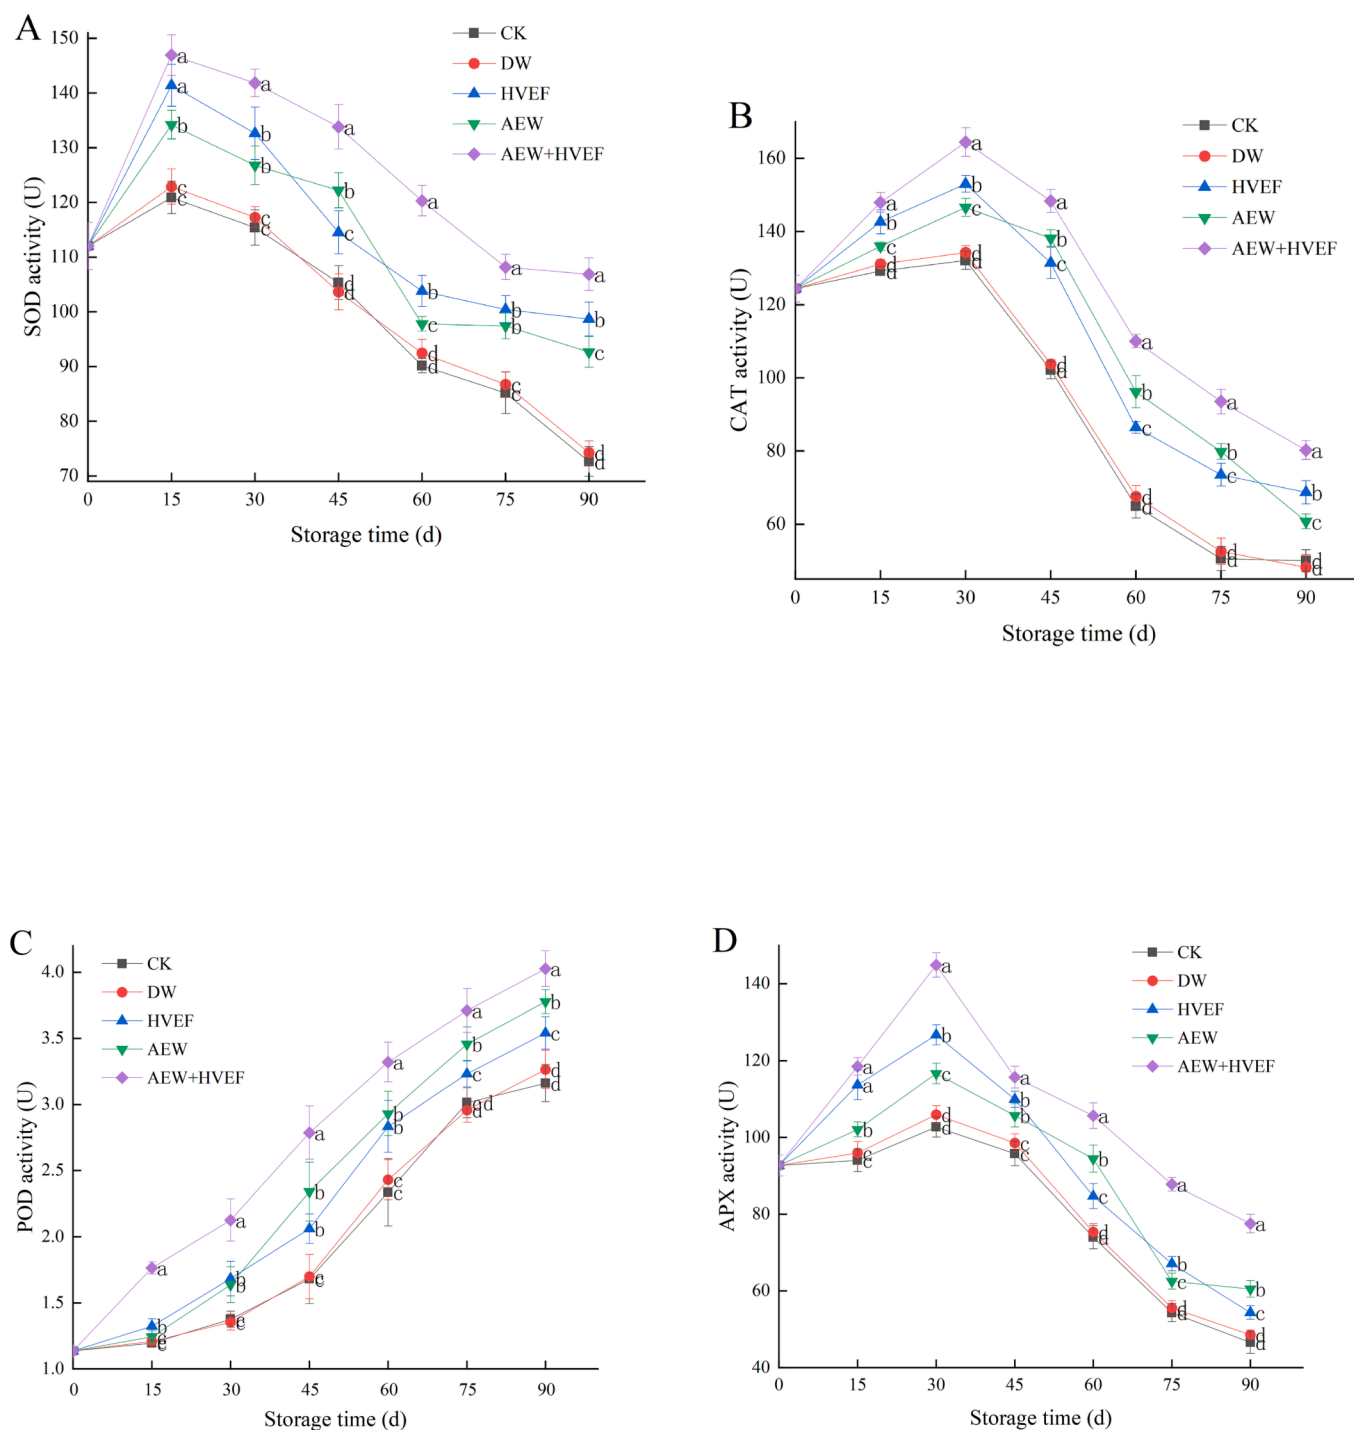 A
150
140
130
120
110
100
90
80
70
SOD activity (U)
CK
DW
HVEF
AEW
AEW+HVEF
a
a
b
c
c
a
b
b
c
c
a
b
c
d
d
a
b
c
d
d
a
b
b
c
c
a
b
c
d
d
0 15 30 45 60 75 90
Storage time (d)
B
160
140
120
100
80
60
CAT activity (U)
CK
DW
HVEF
AEW
AEW+HVEF
a
b
c
d
d
a
b
c
d
d
a
b
c
d
d
a
b
c
d
d
a
b
c
d
d
a
b
c
d
d
0 15 30 45 60 75 90
Storage time (d)
C
4.0
3.5
3.0
2.5
2.0
1.5
1.0
POD activity (U)
CK
DW
HVEF
AEW
AEW+HVEF
a
b
c
c
a
b
b
c
c
a
b
b
c
c
a
b
b
c
c
a
b
c
cd
d
a
b
c
d
d
0 15 30 45 60 75 90
Storage time (d)
D
140
120
100
80
60
40
APX activity (U)
CK
DW
HVEF
AEW
AEW+HVEF
a
a
b
c
c
a
b
c
d
d
a
b
b
c
c
a
b
c
d
d
a
b
c
d
d
a
b
c
d
d
0 15 30 45 60 75 90
Storage time (d)